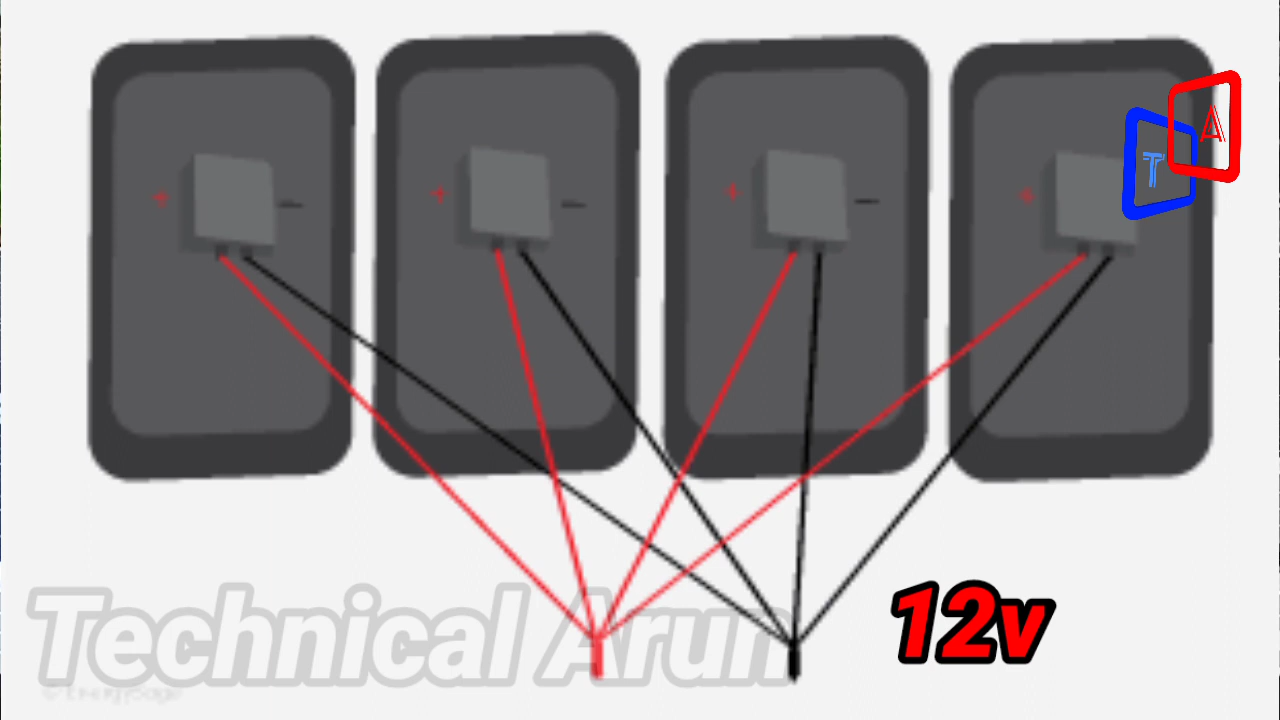 + − + − + − +
T A
Technical Arun
12v